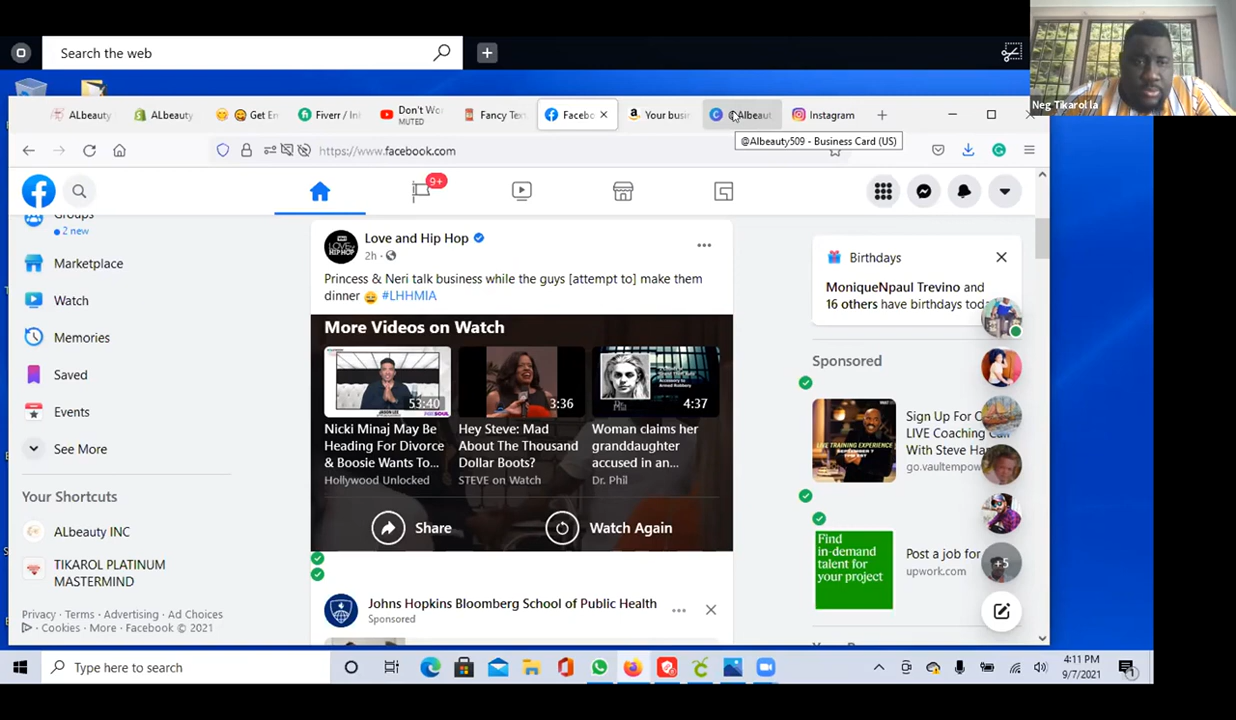 Search the web
Neg Tikarol la
ALbeauty
ALbeauty
Get En
Fiverr / Ini
Don't Wo
MUTED
Fancy Tex
Facebo
Your busi
@Albeaut
Instagram
@Albeauty509 - Business Card (US)
https://www.facebook.com
9+
Groups
2 new
Marketplace
Watch
Memories
Saved
Events
See More
Your Shortcuts
ALbeauty INC
TIKAROL PLATINUM
MASTERMIND
Privacy · Terms · Advertising · Ad Choices
· Cookies · More · Facebook © 2021
Love and Hip Hop
2h
Princess & Neri talk business while the guys [attempt to] make them
dinner 😄 #LHHMIA
More Videos on Watch
53:40
3:36
4:37
Nicki Minaj May Be
Heading For Divorce
& Boosie Wants To...
Hollywood Unlocked
Hey Steve: Mad
About The Thousand
Dollar Boots?
STEVE on Watch
Woman claims her
granddaughter
accused in an...
Dr. Phil
Share
Watch Again
Johns Hopkins Bloomberg School of Public Health
Sponsored
Birthdays
MoniqueNpaul Trevino and
16 others have birthdays toda
Sponsored
LIVE TRAINING EXPERIENCE
Sign Up For
LIVE Coaching
With Steve Ha
go.vaultempow
Find
in-demand
talent for
your project
Post a job for
upwork.com
+5
Type here to search
4:11 PM
9/7/2021